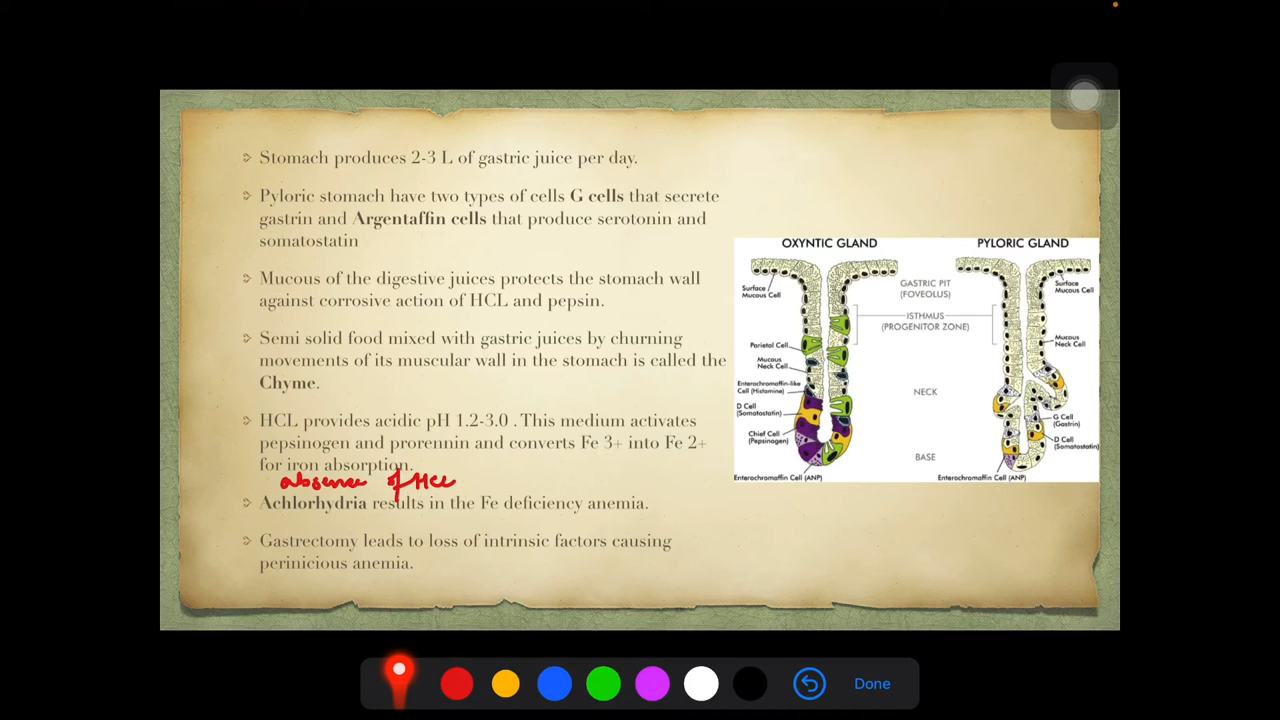 Stomach produces 2-3 L of gastric juice per day.
Pyloric stomach have two types of cells G cells that secrete
gastrin and Argentaffin cells that produce serotonin and
somatostatin
Mucous of the digestive juices protects the stomach wall
against corrosive action of HCL and pepsin.
Semi solid food mixed with gastric juices by churning
movements of its muscular wall in the stomach is called the
Chyme.
HCL provides acidic pH 1.2-3.0 . This medium activates
pepsinogen and prorennin and converts Fe 3+ into Fe 2+
for iron absorption.
absence of HCl
Achlorhydria results in the Fe deficiency anemia.
Gastrectomy leads to loss of intrinsic factors causing
perinicious anemia.
OXYNTIC GLAND
PYLORIC GLAND
Surface
Mucous Cell
GASTRIC PIT
(FOVEOLUS)
Surface
Mucous Cell
ISTHMUS
(PROGENITOR ZONE)
Parietal Cell
Mucous
Neck Cell
Mucous
Neck Cell
Enterochromaffin-like
Cell (Histamine)
NECK
D Cell
(Somatostatin)
G Cell
(Gastrin)
Chief Cell
(Pepsinogen)
D Cell
(Somatostatin)
BASE
Enterochromaffin Cell (ANP)
Enterochromaffin Cell (ANP)
Done